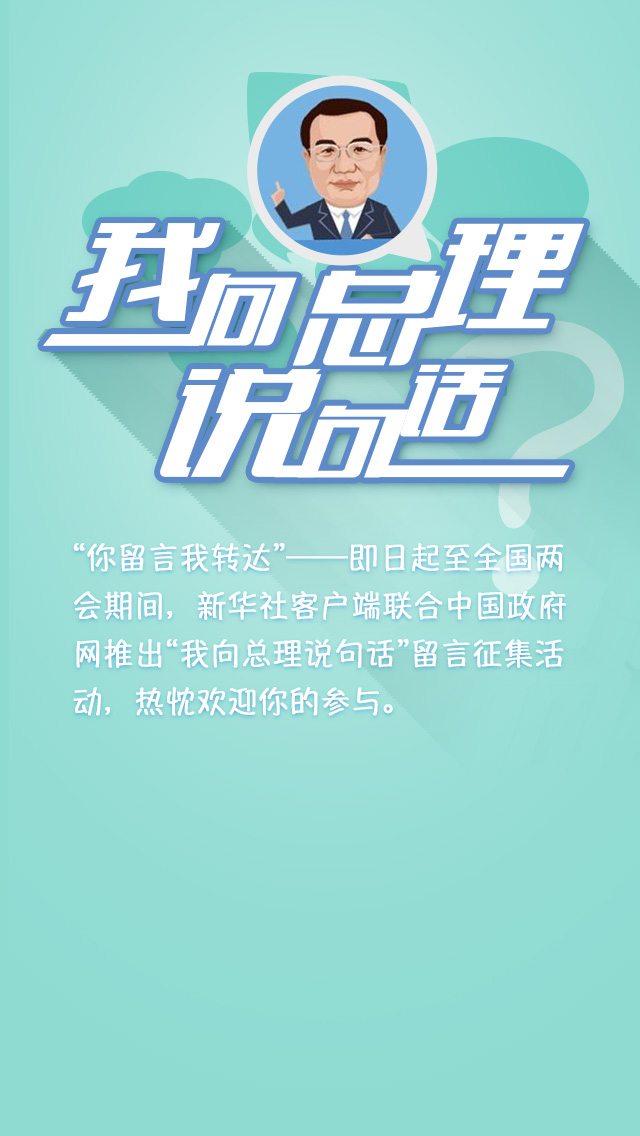 我向总理
说句话
“你留言我转达”——即日起至全国两
会期间，新华社客户端联合中国政府
网推出“我向总理说句话”留言征集活
动，热忱欢迎你的参与。